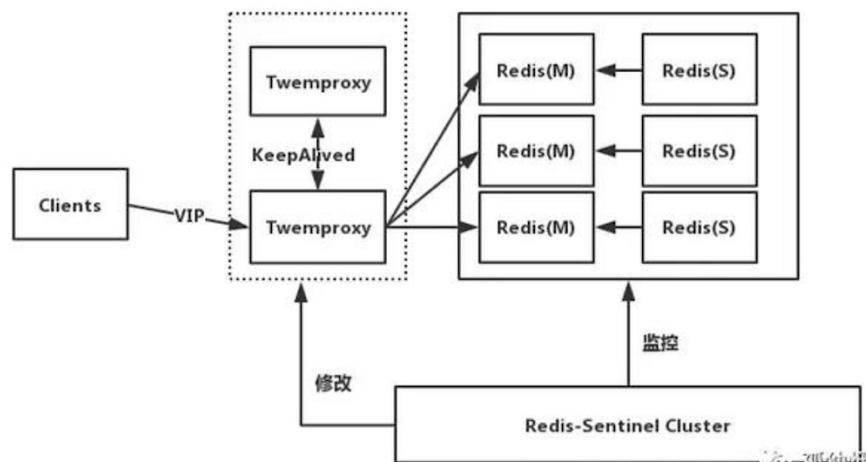 Twemproxy
Redis(M)
Redis(S)
KeepAlived
Redis(M)
Redis(S)
Clients
VIP
Twemproxy
Redis(M)
Redis(S)
修改
监控
Redis-Sentinel Cluster